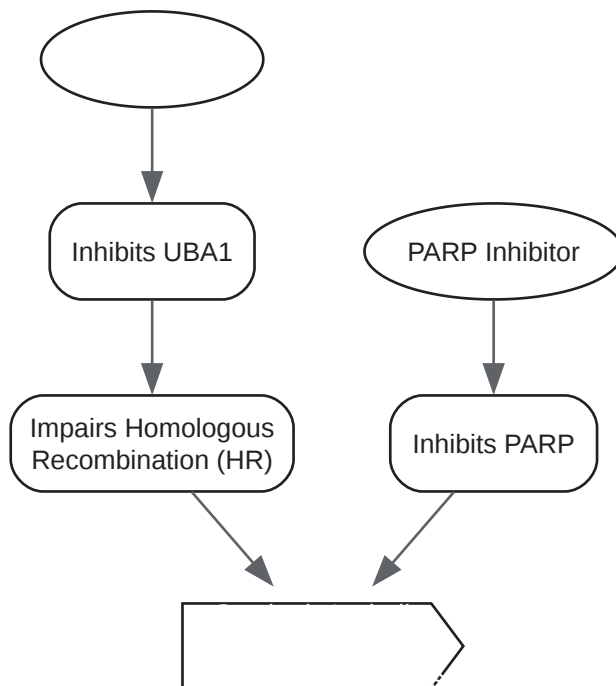 Inhibits UBA1
PARP Inhibitor
Impairs Homologous
Recombination (HR)
Inhibits PARP